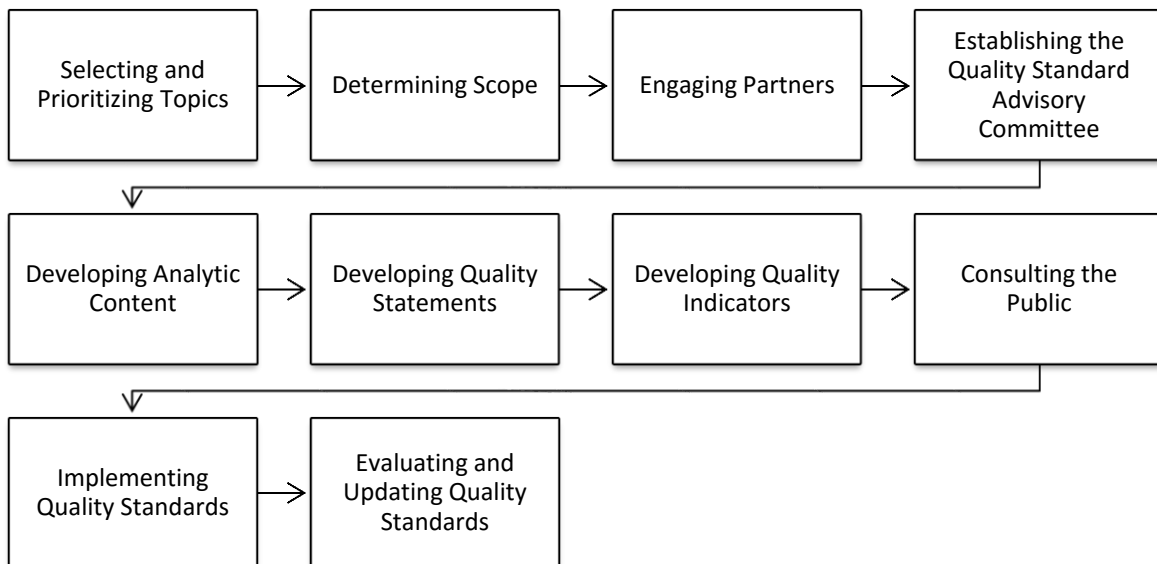 Selecting and
Prioritizing Topics
Determining Scope
Engaging Partners
Establishing the
Quality Standard
Advisory
Committee
Developing Analytic
Content
Developing Quality
Statements
Developing Quality
Indicators
Consulting the
Public
Implementing
Quality Standards
Evaluating and
Updating Quality
Standards